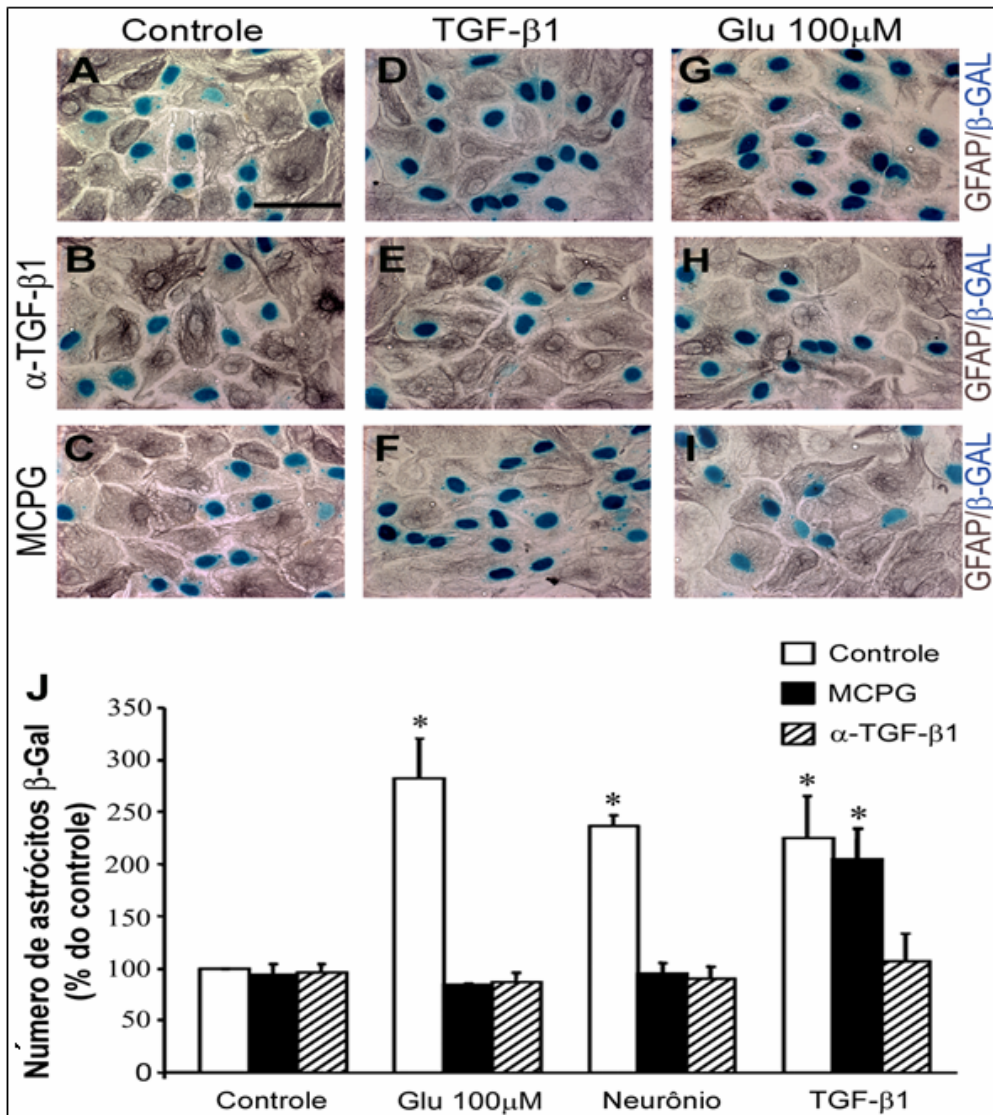 Controle TGF-β1 Glu 100μM
A D G
GFAP/β-GAL
α-TGF-β1
B E H
GFAP/β-GAL
MCPG
C F I
GFAP/β-GAL
J
Controle
MCPG
α-TGF-β1
Número de astrócitos β-Gal
(% do controle)
350
300
250
200
150
100
50
0
* * * *
Controle Glu 100μM Neurônio TGF-β1